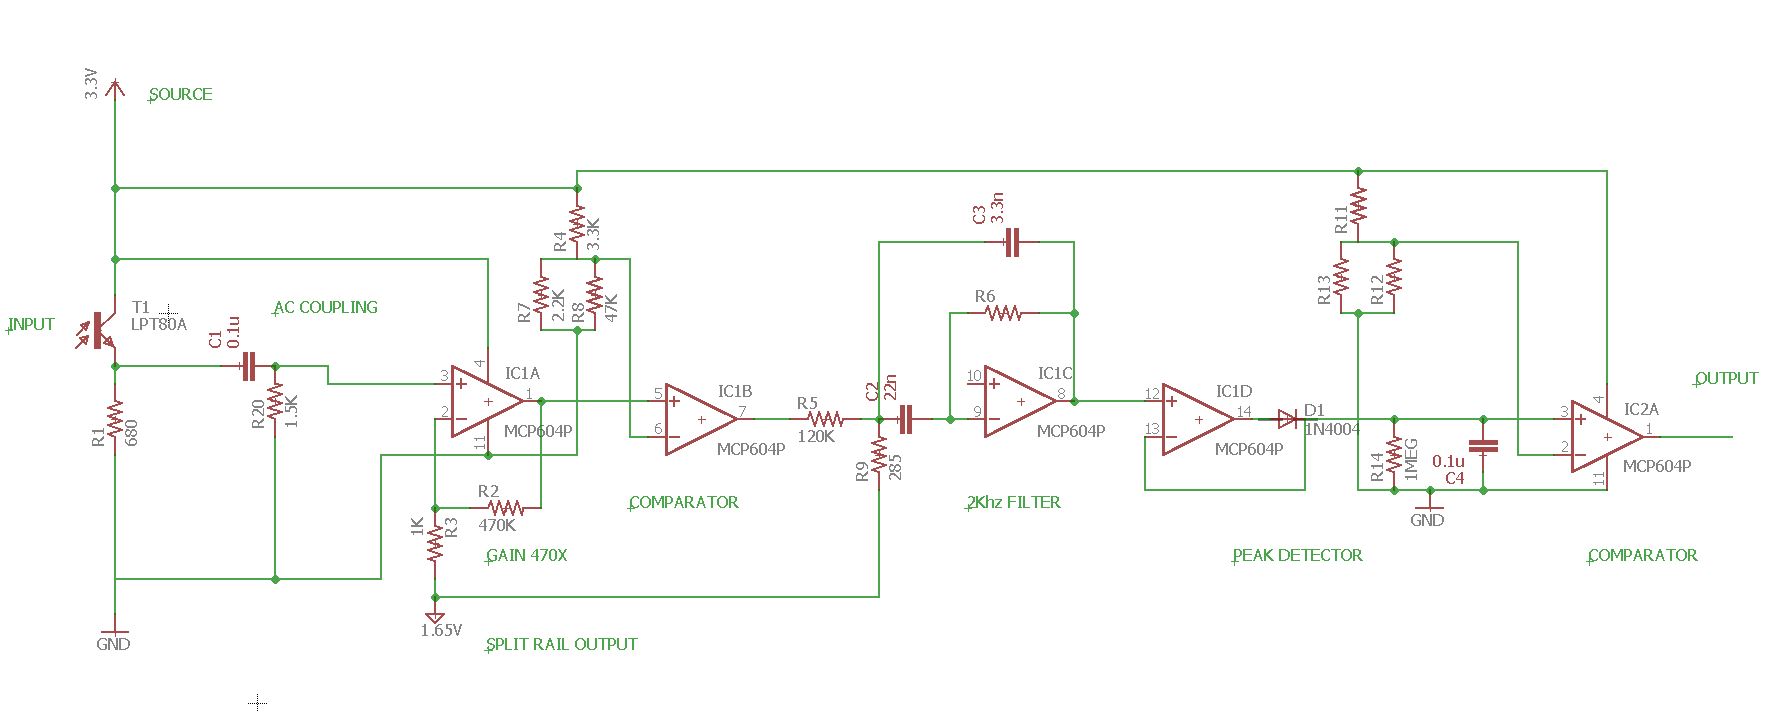 3.3V
SOURCE
INPUT
T1
LPT80A
AC COUPLING
C1
0.1u
R1
680
R20
1.5K
GND
3
2
4
11
1
IC1A
MCP604P
R2
470K
1K
R3
GAIN 470X
1.65V
SPLIT RAIL OUTPUT
R4
3.3K
R7
2.2K
R8
47K
5
6
7
IC1B
MCP604P
COMPARATOR
R5
120K
R9
285
C2
22n
C3
3.3n
R6
10
9
8
IC1C
MCP604P
2Khz FILTER
12
13
14
IC1D
MCP604P
D1
1N4004
PEAK DETECTOR
R11
R13
R12
R14
1MEG
0.1u
C4
GND
3
2
4
11
1
IC2A
MCP604P
COMPARATOR
OUTPUT